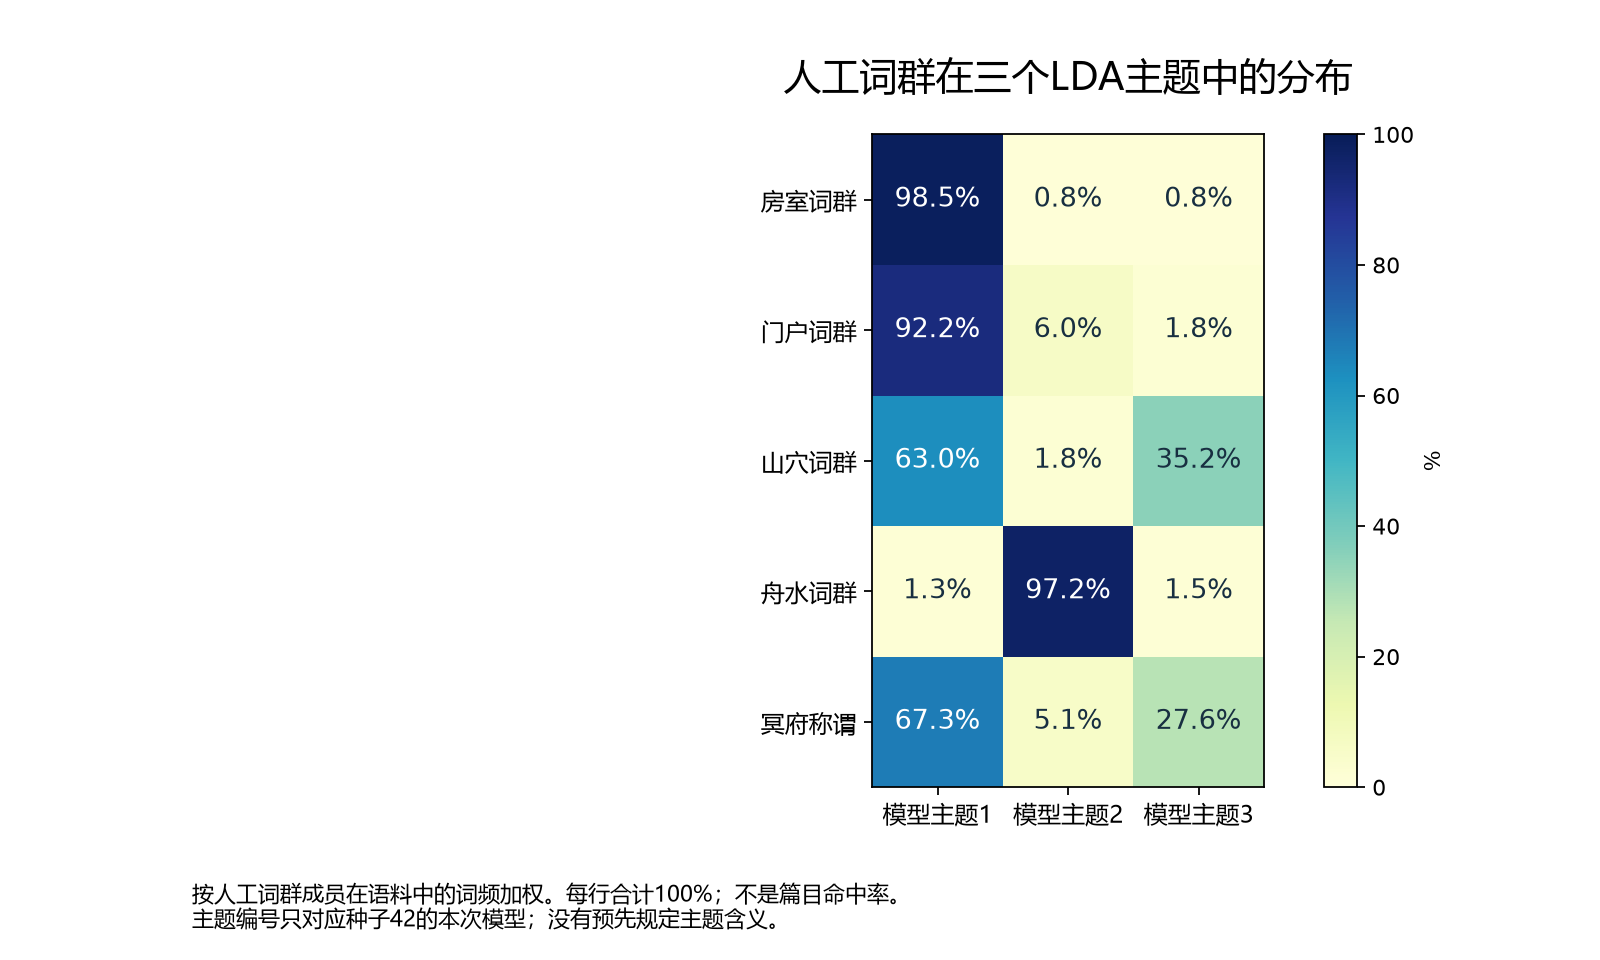 人工词群在三个LDA主题中的分布
100
房室词群 98.5% 0.8% 0.8%
80
门户词群 92.2% 6.0% 1.8%
60
山穴词群 63.0% 1.8% 35.2%
%
40
舟水词群 1.3% 97.2% 1.5%
20
冥府称谓 67.3% 5.1% 27.6%
0
模型主题1 模型主题2 模型主题3
按人工词群成员在语料中的词频加权。每行合计100%；不是篇目命中率。
主题编号只对应种子42的本次模型；没有预先规定主题含义。